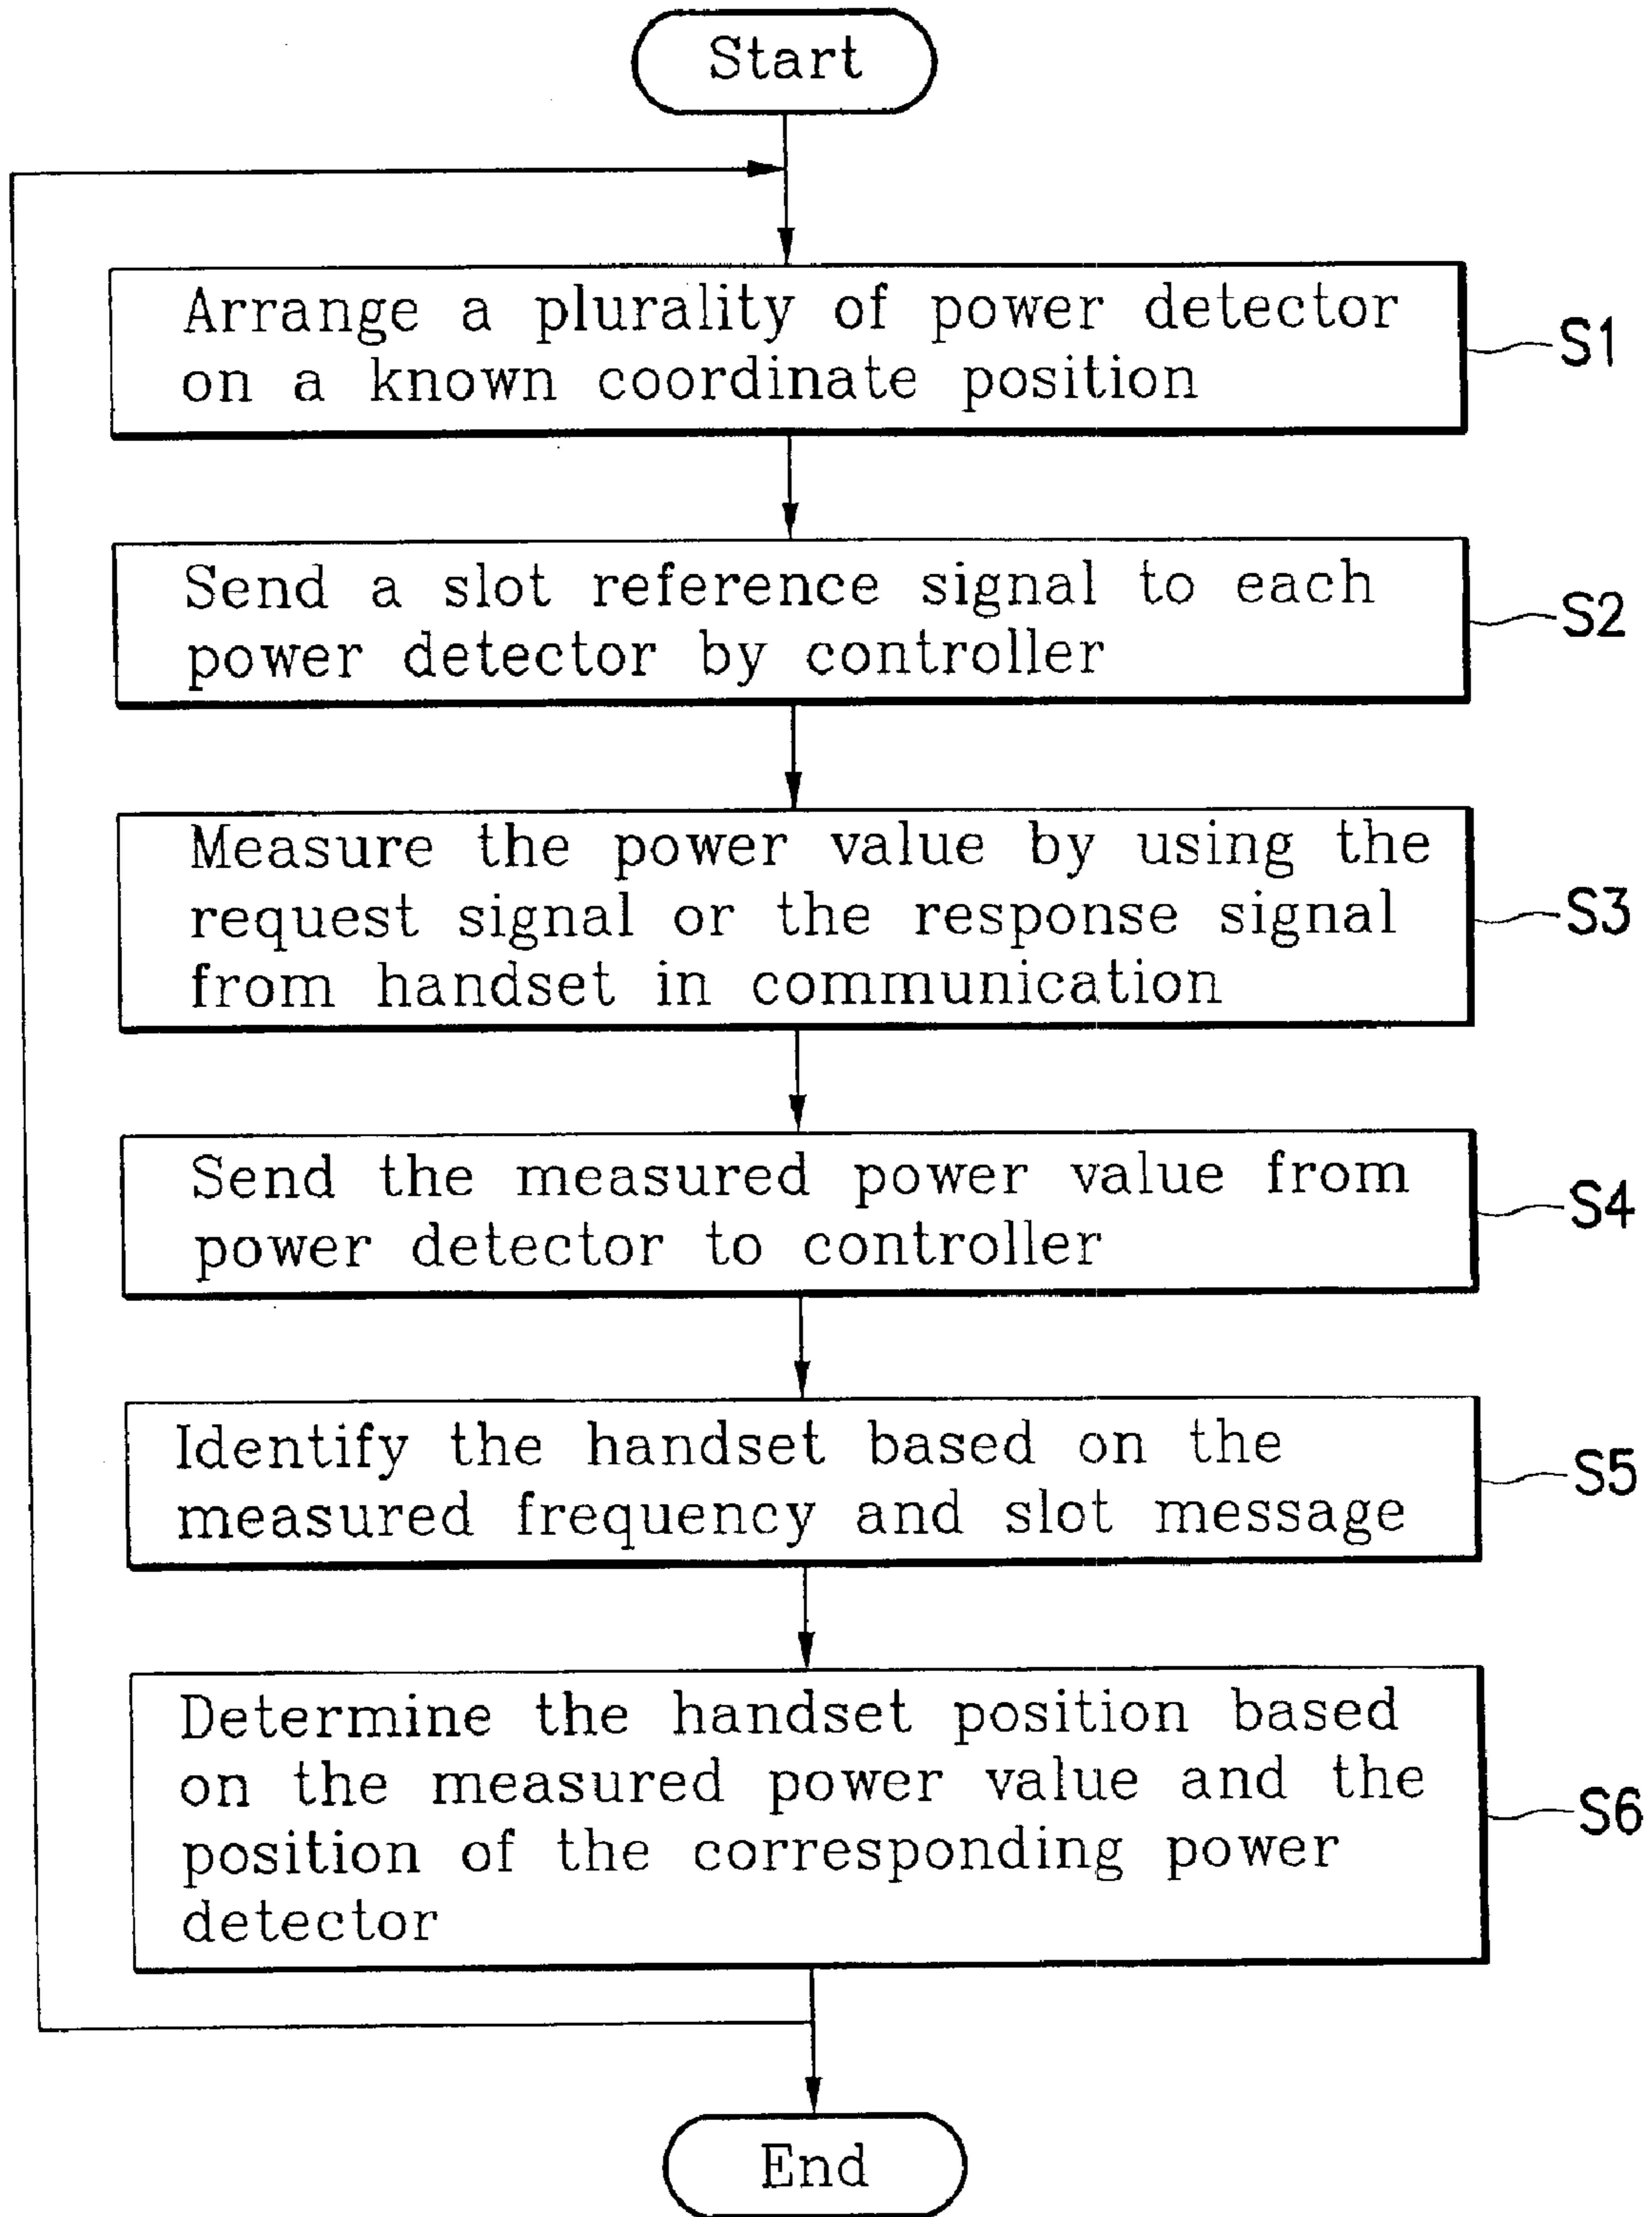 Start
Arrange a plurality of power detector
on a known coordinate position
S1
Send a slot reference signal to each
power detector by controller
S2
Measure the power value by using the
request signal or the response signal
from handset in communication
S3
Send the measured power value from
power detector to controller
S4
Identify the handset based on the
measured frequency and slot message
S5
Determine the handset position based
on the measured power value and the
position of the corresponding power
detector
S6
End